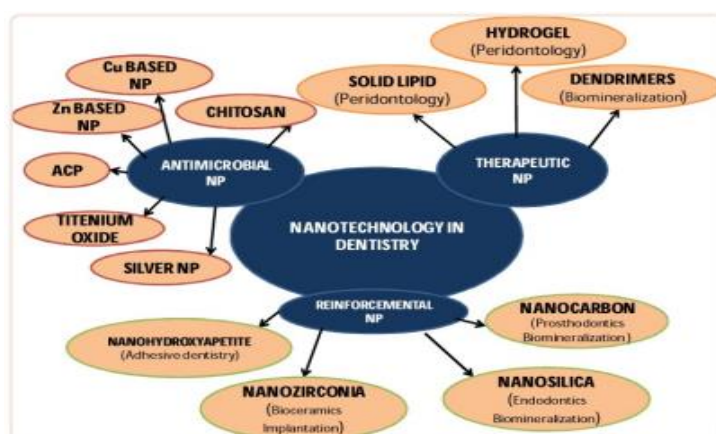 HYDROGEL
(Peridontology)
Cu BASED
NP
SOLID LIPID
(Peridontology)
DENDRIMERS
(Biomineralization)
Zn BASED
NP
CHITOSAN
ANTIMICROBIAL
NP
THERAPEUTIC
NP
ACP
TITENIUM
OXIDE
NANOTECHNOLOGY IN
DENTISTRY
SILVER NP
REINFORCEMENTAL
NP
NANOCARBON
(Prosthodontics
Biomineralization)
NANOHYDROXYAPETITE
(Adhesive dentistry)
NANOZIRCONIA
(Bioceramics
Implantation)
NANOSILICA
(Endodontics
Biomineralization)